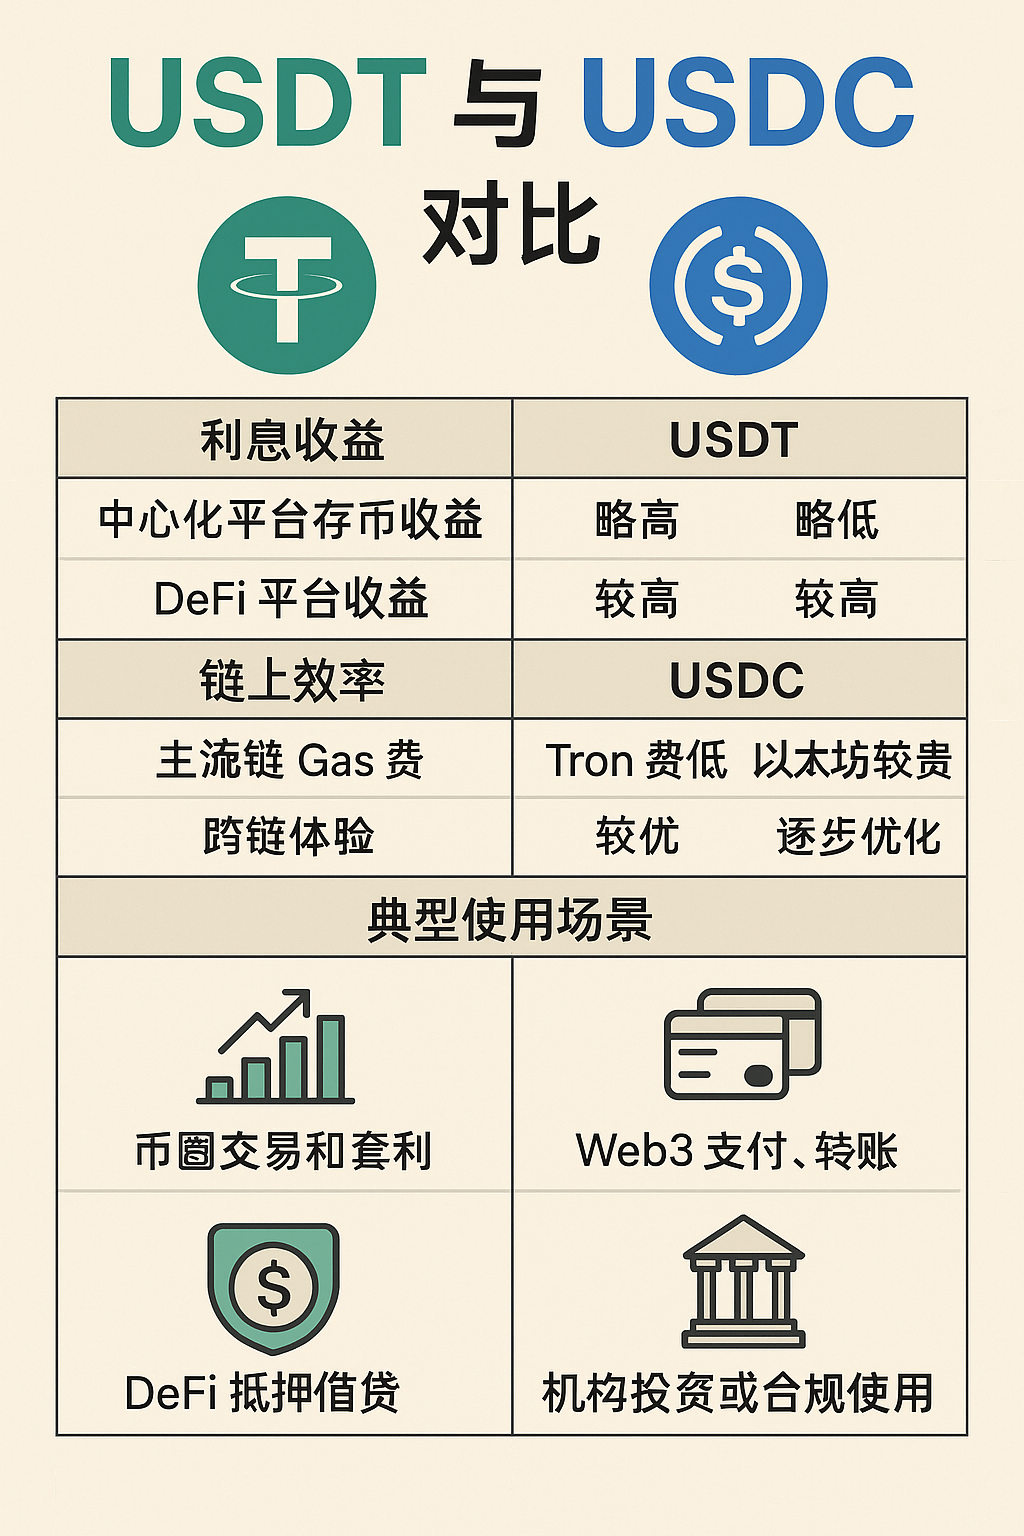 USDT 与 USDC
对比
利息收益 USDT
中心化平台存币收益 略高 略低
DeFi 平台收益 较高 较高
链上效率 USDC
主流链 Gas 费 Tron 费低 以太坊较贵
跨链体验 较优 逐步优化
典型使用场景
币圈交易和套利 Web3 支付、转账
DeFi 抵押借贷 机构投资或合规使用